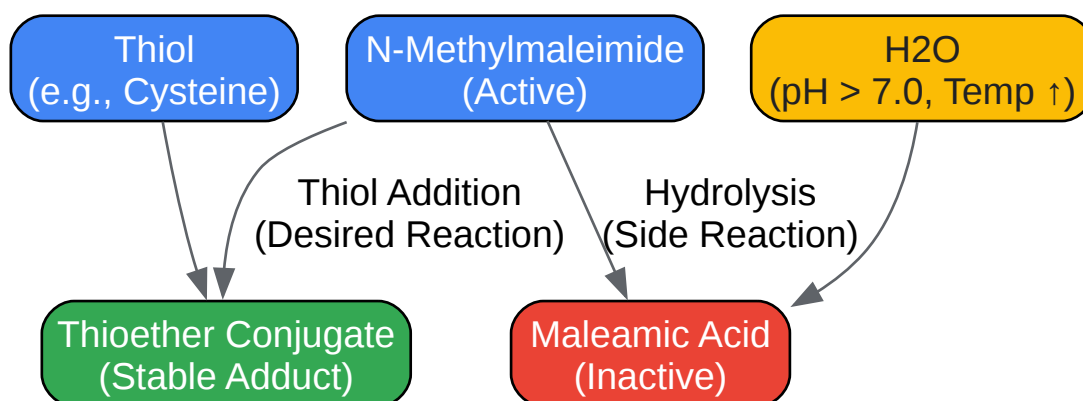 Thiol
(e.g., Cysteine)
N-Methylmaleimide
(Active)
H2O
(pH > 7.0, Temp ↑)
Thiol Addition
(Desired Reaction)
Hydrolysis
(Side Reaction)
Thioether Conjugate
(Stable Adduct)
Maleamic Acid
(Inactive)